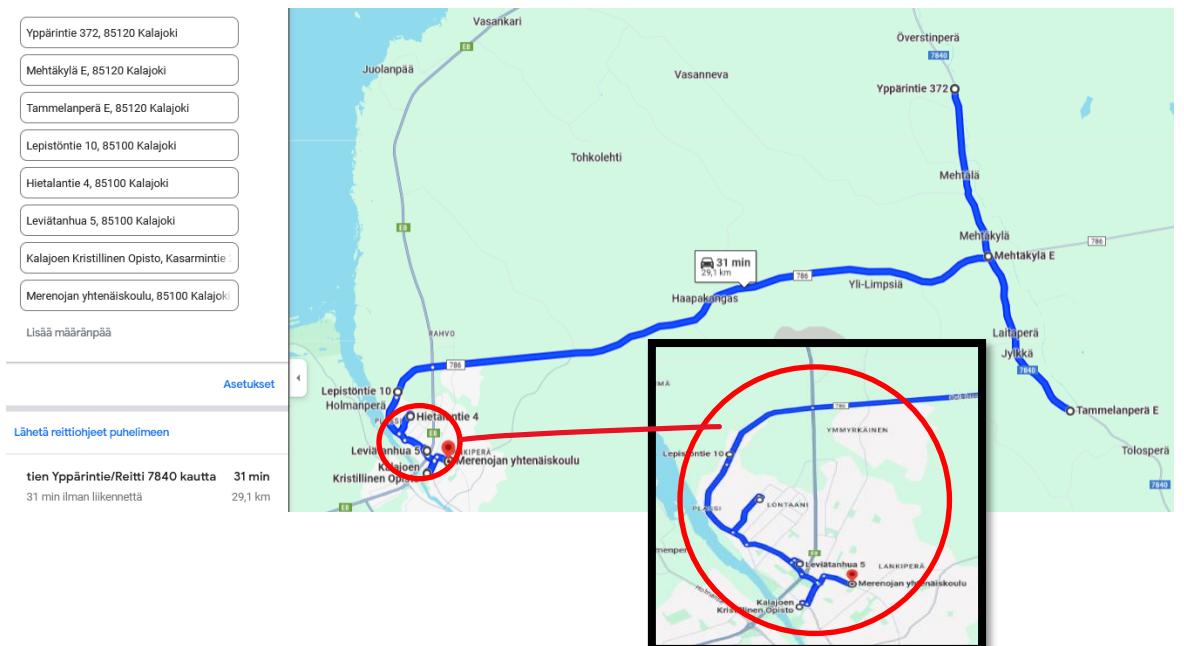 Yppärintie 372, 85120 Kalajoki
Mehtäkylä E, 85120 Kalajoki
Tammelanperä E, 85120 Kalajoki
Lepistöntie 10, 85100 Kalajoki
Hietalantie 4, 85100 Kalajoki
Leviätanhua 5, 85100 Kalajoki
Kalajoen Kristillinen Opisto, Kasarmintie
Merenojan yhtenäiskoulu, 85100 Kalajoki
Lisää määränpää
Asetukset
Lähetä reittiohjeet puhelimeen
tien Yppärintie/Reitti 7840 kautta 31 min
31 min ilman liikennettä 29,1 km
Vasankari
E8
Juolanpää
Överstinperä
7840
Vasanneva
Yppärintie 372
Tohkolehti
Mehtälä
E8
Mehtäkylä
786
Mehtäkylä E
31 min
29,1 km
786
Yli-Limpsiä
Haapakangas
RAHVO
786
Laitaperä
Jylkkä
7840
Lepistöntie 10
Holmanperä
Hietalantie 4
Tammelanperä E
E8
Leviätanhua 5
Merenojan yhtenäiskoulu
Kalajoen
Kristillinen Opisto
Tolosperä
7840
E8
786
YMMYRKÄINEN
Lepistöntie 10
PLASSI
LONTAANI
E8
Leviätanhua 5
LANKIPERÄ
Merenojan yhtenäiskoulu
Kalajoen
Kristillinen Opisto